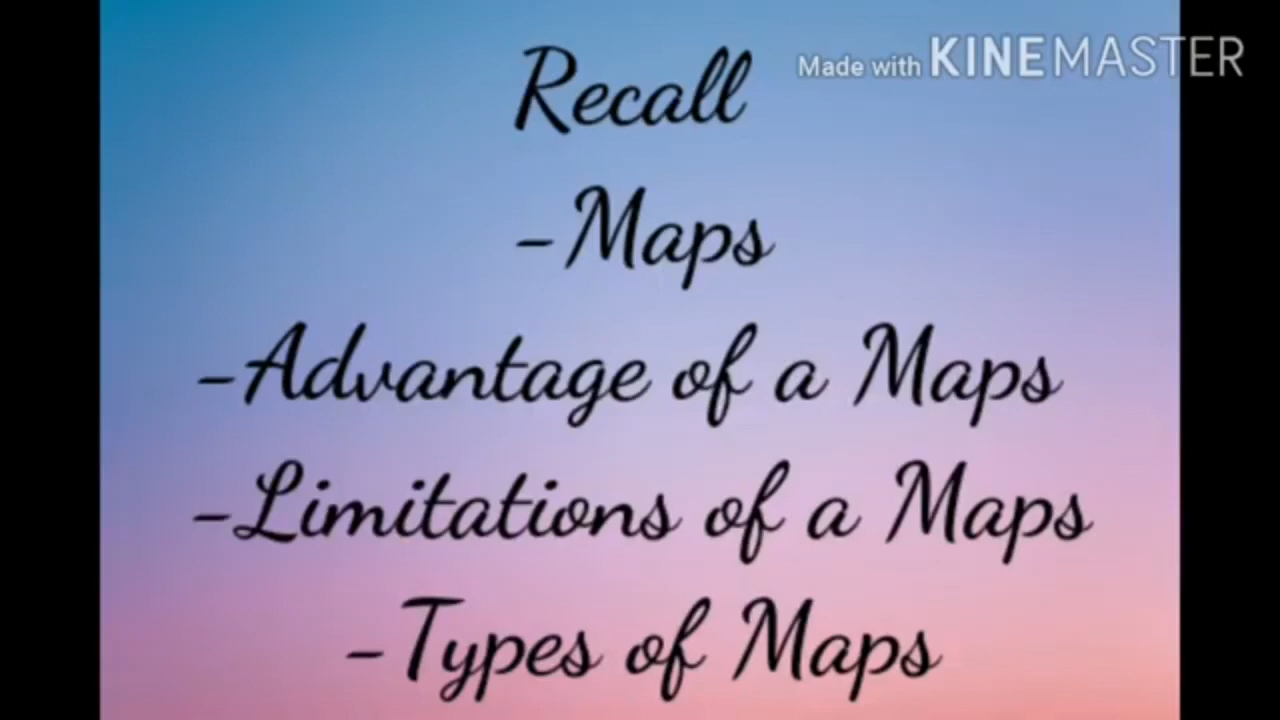 Recall
Made with KINEMASTER
-Maps
-Advantage of a Maps
-Limitations of a Maps
-Types of Maps